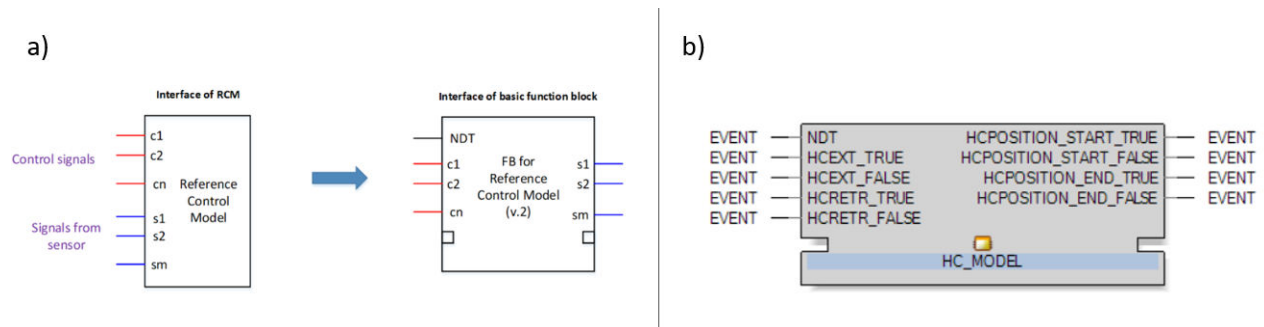 a)
Interface of RCM
c1
c2
cn
s1
s2
sm
Reference
Control
Model
Control signals
Signals from
sensor
Interface of basic function block
NDT
c1
c2
cn
FB for
Reference
Control Model
(v.2)
s1
s2
sm
b)
EVENT NDT HCPOSITION_START_TRUE EVENT
EVENT HCEXT_TRUE HCPOSITION_START_FALSE EVENT
EVENT HCEXT_FALSE HCPOSITION_END_TRUE EVENT
EVENT HCRETR_TRUE HCPOSITION_END_FALSE EVENT
EVENT HCRETR_FALSE
HC_MODEL